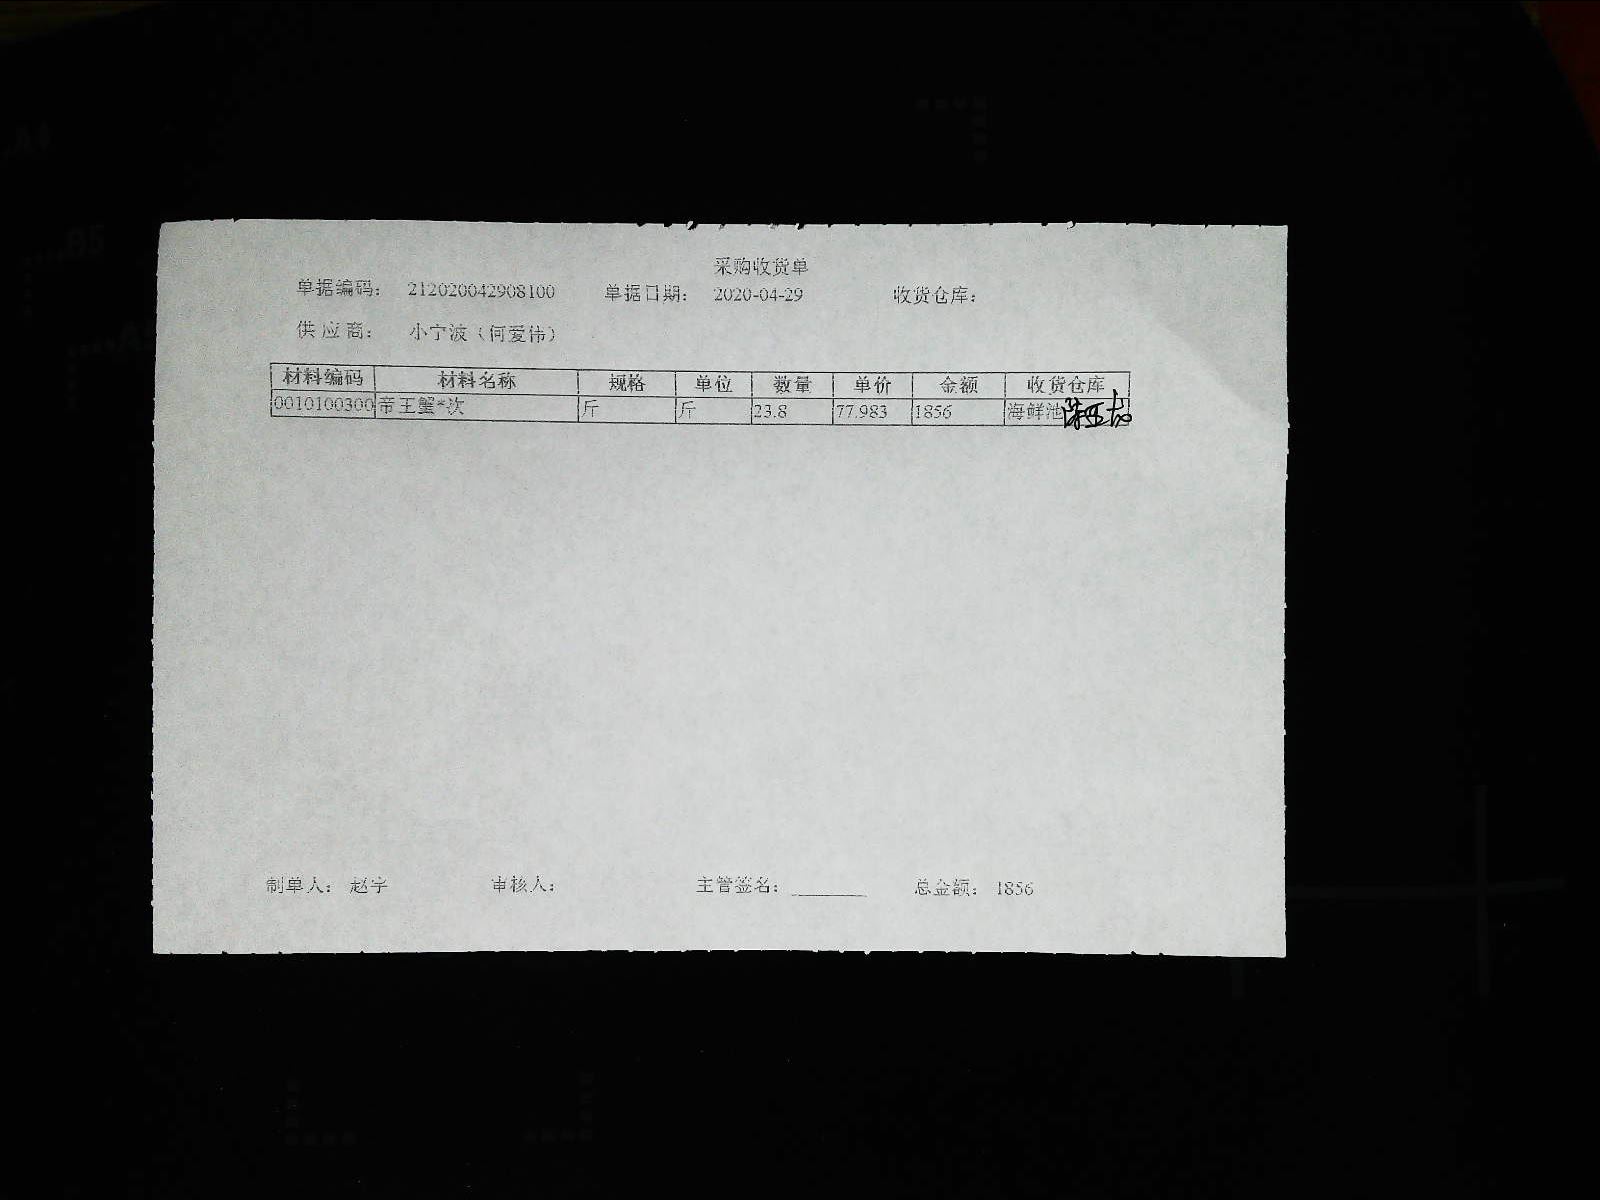 采购收货单
单据编码： 212020042908100 单据日期： 2020-04-29 收货仓库：
供应商： 小宁波（何爱伟）
材料编码 材料名称 规格 单位 数量 单价 金额 收货仓库
0010100300 帝王蟹*次 斤 斤 23.8 77.983 1856 海鲜池
制单人： 赵宇 审核人： 主管签名：________ 总金额： 1856